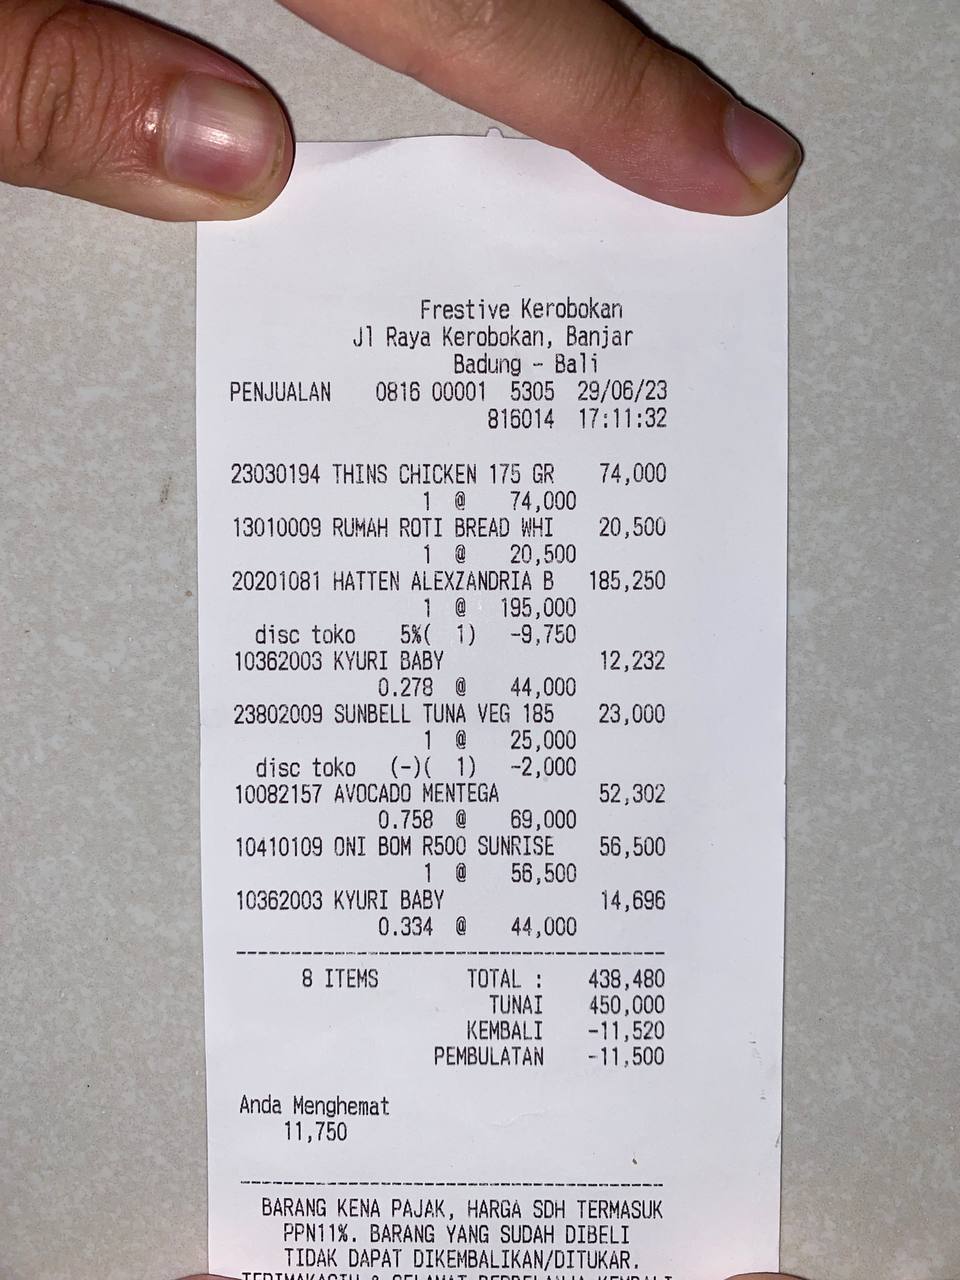 Frestive Kerobokan
Jl Raya Kerobokan, Banjar
Badung - Bali
PENJUALAN 0816 00001 5305 29/06/23
816014 17:11:32
23030194 THINS CHICKEN 175 GR 74,000
1 @ 74,000
13010009 RUMAH ROTI BREAD WHI 20,500
1 @ 20,500
20201081 HATTEN ALEXZANDRIA B 185,250
1 @ 195,000
disc toko 5%( 1) -9,750
10362003 KYURI BABY 12,232
0.278 @ 44,000
23802009 SUNBELL TUNA VEG 185 23,000
1 @ 25,000
disc toko (-)( 1) -2,000
10082157 AVOCADO MENTEGA 52,302
0.758 @ 69,000
10410109 ONI BOM R500 SUNRISE 56,500
1 @ 56,500
10362003 KYURI BABY 14,696
0.334 @ 44,000
8 ITEMS TOTAL : 438,480
TUNAI 450,000
KEMBALI -11,520
PEMBULATAN -11,500
Anda Menghemat
11,750
BARANG KENA PAJAK, HARGA SDH TERMASUK
PPN11%. BARANG YANG SUDAH DIBELI
TIDAK DAPAT DIKEMBALIKAN/DITUKAR.
TERIMAKASIH & SELAMAT BERBELANJA KEMBALI